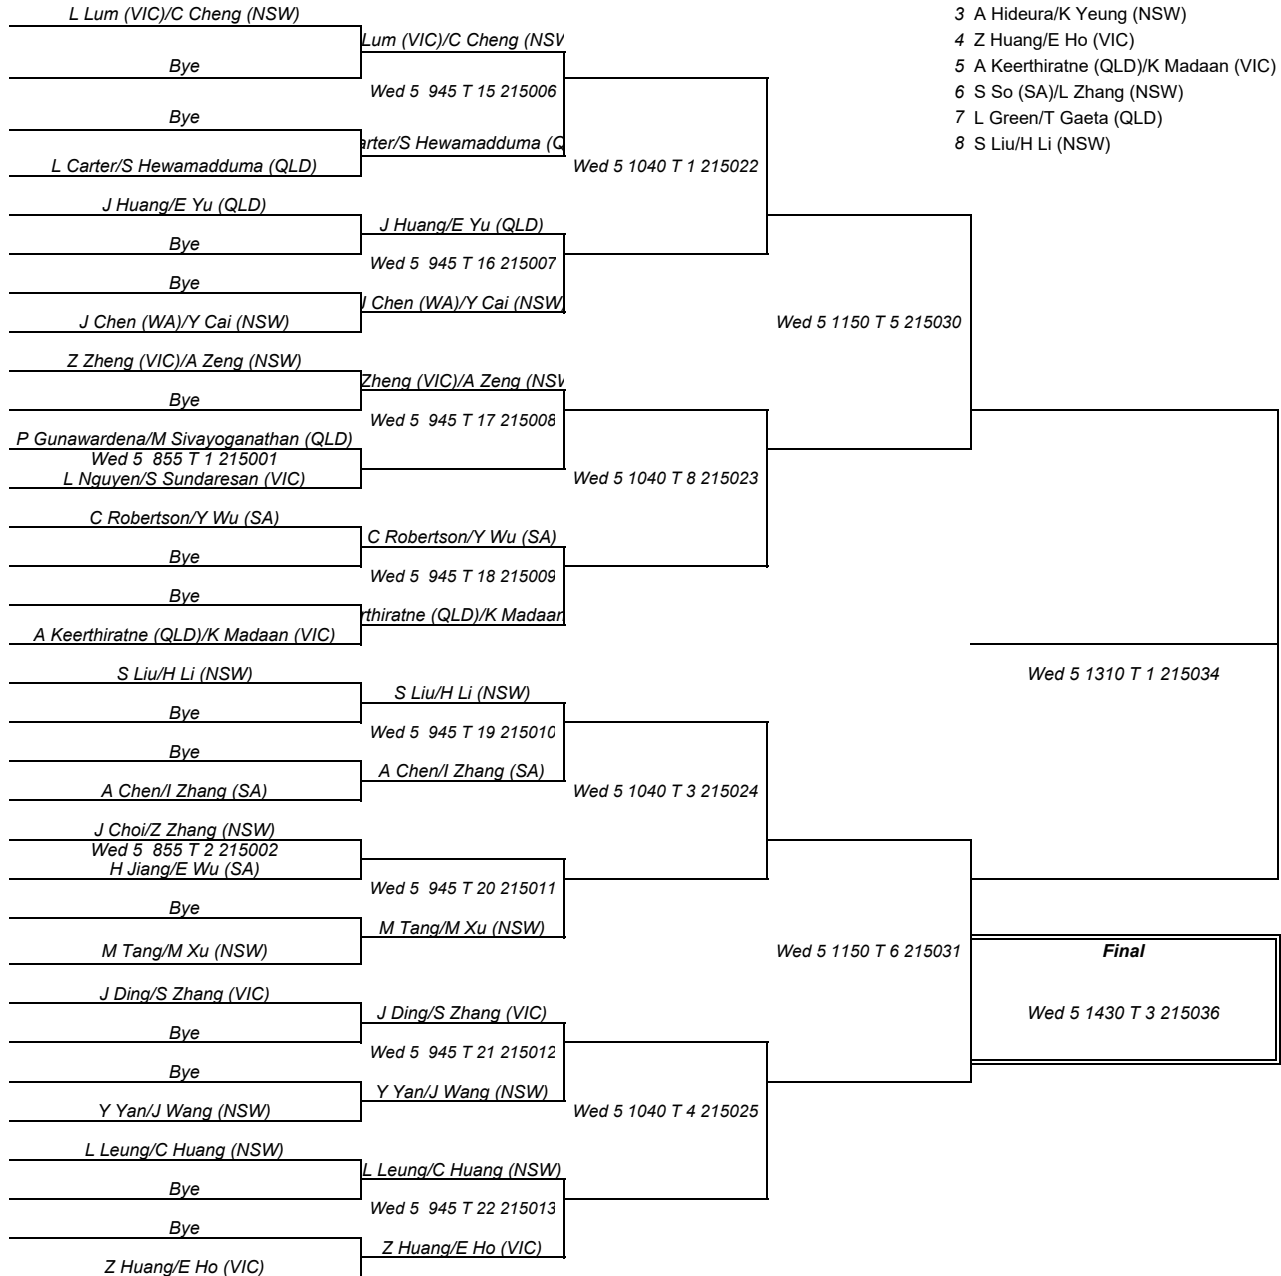 L Lum (VIC)/C Cheng (NSW)
Bye
Bye
L Carter/S Hewamadduma (QLD)
J Huang/E Yu (QLD)
Bye
Bye
J Chen (WA)/Y Cai (NSW)
Z Zheng (VIC)/A Zeng (NSW)
Bye
P Gunawardena/M Sivayoganathan (QLD)
Wed 5 855 T 1 215001
L Nguyen/S Sundaresan (VIC)
C Robertson/Y Wu (SA)
Bye
Bye
A Keerthiratne (QLD)/K Madaan (VIC)
S Liu/H Li (NSW)
Bye
Bye
A Chen/I Zhang (SA)
J Choi/Z Zhang (NSW)
Wed 5 855 T 2 215002
H Jiang/E Wu (SA)
Bye
M Tang/M Xu (NSW)
J Ding/S Zhang (VIC)
Bye
Bye
Y Yan/J Wang (NSW)
L Leung/C Huang (NSW)
Bye
Bye
Z Huang/E Ho (VIC)
Lum (VIC)/C Cheng (NSW
Wed 5 945 T 15 215006
arter/S Hewamadduma (Q
J Huang/E Yu (QLD)
Wed 5 945 T 16 215007
J Chen (WA)/Y Cai (NSW)
Zheng (VIC)/A Zeng (NSW
Wed 5 945 T 17 215008
C Robertson/Y Wu (SA)
Wed 5 945 T 18 215009
rthiratne (QLD)/K Madaan
S Liu/H Li (NSW)
Wed 5 945 T 19 215010
A Chen/I Zhang (SA)
Wed 5 945 T 20 215011
M Tang/M Xu (NSW)
J Ding/S Zhang (VIC)
Wed 5 945 T 21 215012
Y Yan/J Wang (NSW)
L Leung/C Huang (NSW)
Wed 5 945 T 22 215013
Z Huang/E Ho (VIC)
Wed 5 1040 T 1 215022
Wed 5 1040 T 8 215023
Wed 5 1040 T 3 215024
Wed 5 1040 T 4 215025
Wed 5 1150 T 5 215030
Wed 5 1150 T 6 215031
3 A Hideura/K Yeung (NSW)
4 Z Huang/E Ho (VIC)
5 A Keerthiratne (QLD)/K Madaan (VIC)
6 S So (SA)/L Zhang (NSW)
7 L Green/T Gaeta (QLD)
8 S Liu/H Li (NSW)
Wed 5 1310 T 1 215034
Final
Wed 5 1430 T 3 215036